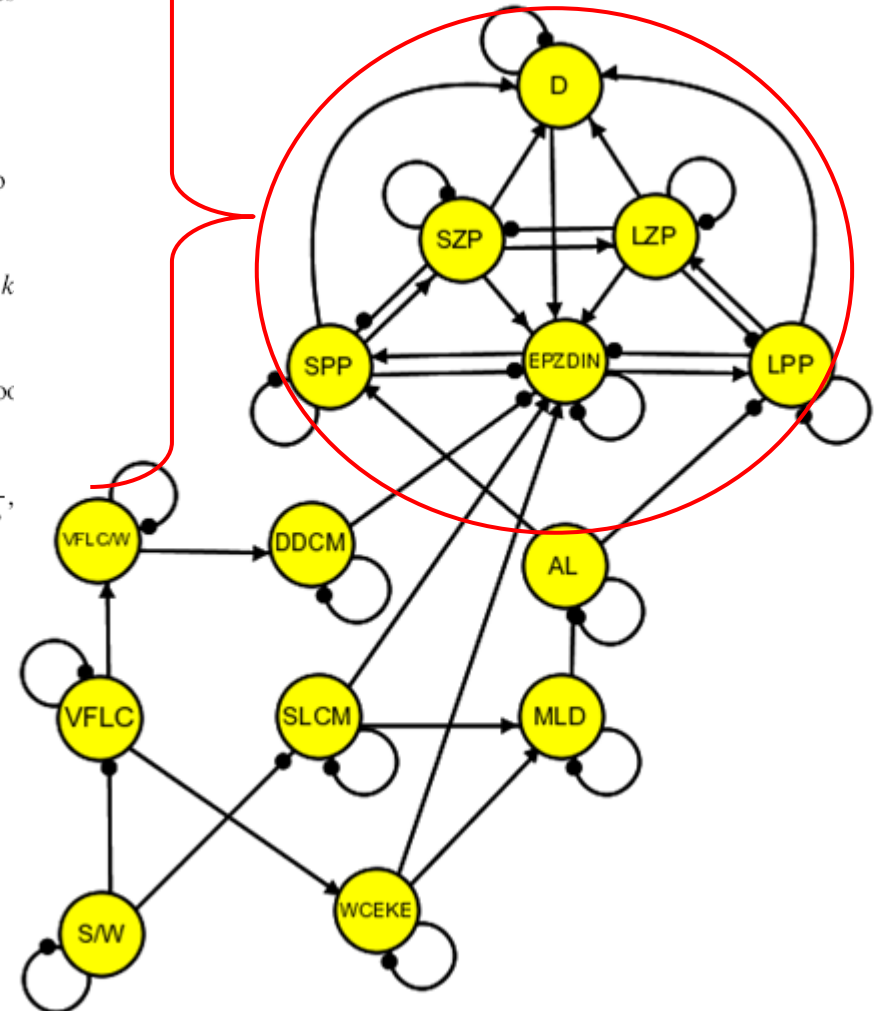 D
SZP
LZP
k
SPP
EPZDIN
LPP
VFLC/W
DDCM
AL
VFLC
SLCM
MLD
WCEKE
S/W